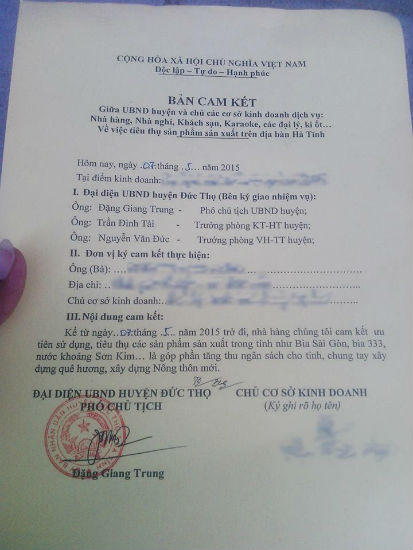 CỘNG HÒA XÃ HỘI CHỦ NGHĨA VIỆT NAM
Độc lập – Tự do – Hạnh phúc
BẢN CAM KẾT
Giữa UBND huyện và chủ các cơ sở kinh doanh dịch vụ:
Nhà hàng, Nhà nghỉ, Khách sạn, Karaoke, các đại lý, ki ốt…
Về việc tiêu thụ sản phẩm sản xuất trên địa bàn Hà Tĩnh
Hôm nay, ngày 07 tháng 5 năm 2015
Tại điểm kinh doanh:
I. Đại diện UBND huyện Đức Thọ (Bên ký giao nhiệm vụ):
Ông: Đặng Giang Trung - Phó chủ tịch UBND huyện;
Ông: Trần Đình Tài - Trưởng phòng KT-HT huyện;
Ông: Nguyễn Văn Đức - Trưởng phòng VH-TT huyện;
II. Đơn vị ký cam kết thực hiện:
Ông (Bà):
Địa chỉ:
Chủ cơ sở kinh doanh
III. Nội dung cam kết:
Kể từ ngày 07 tháng 5 năm 2015 trở đi, nhà hàng chúng tôi cam kết ưu
tiên sử dụng, tiêu thụ các sản phẩm sản xuất trong tỉnh như Bia Sài Gòn, bia 333,
nước khoáng Sơn Kim… là góp phần tăng thu ngân sách cho tỉnh, chung tay xây
dựng quê hương, xây dựng Nông thôn mới.
ĐẠI DIỆN UBND HUYỆN ĐỨC THỌ CHỦ CƠ SỞ KINH DOANH
PHÓ CHỦ TỊCH (Ký ghi rõ họ tên)
Đặng Giang Trung